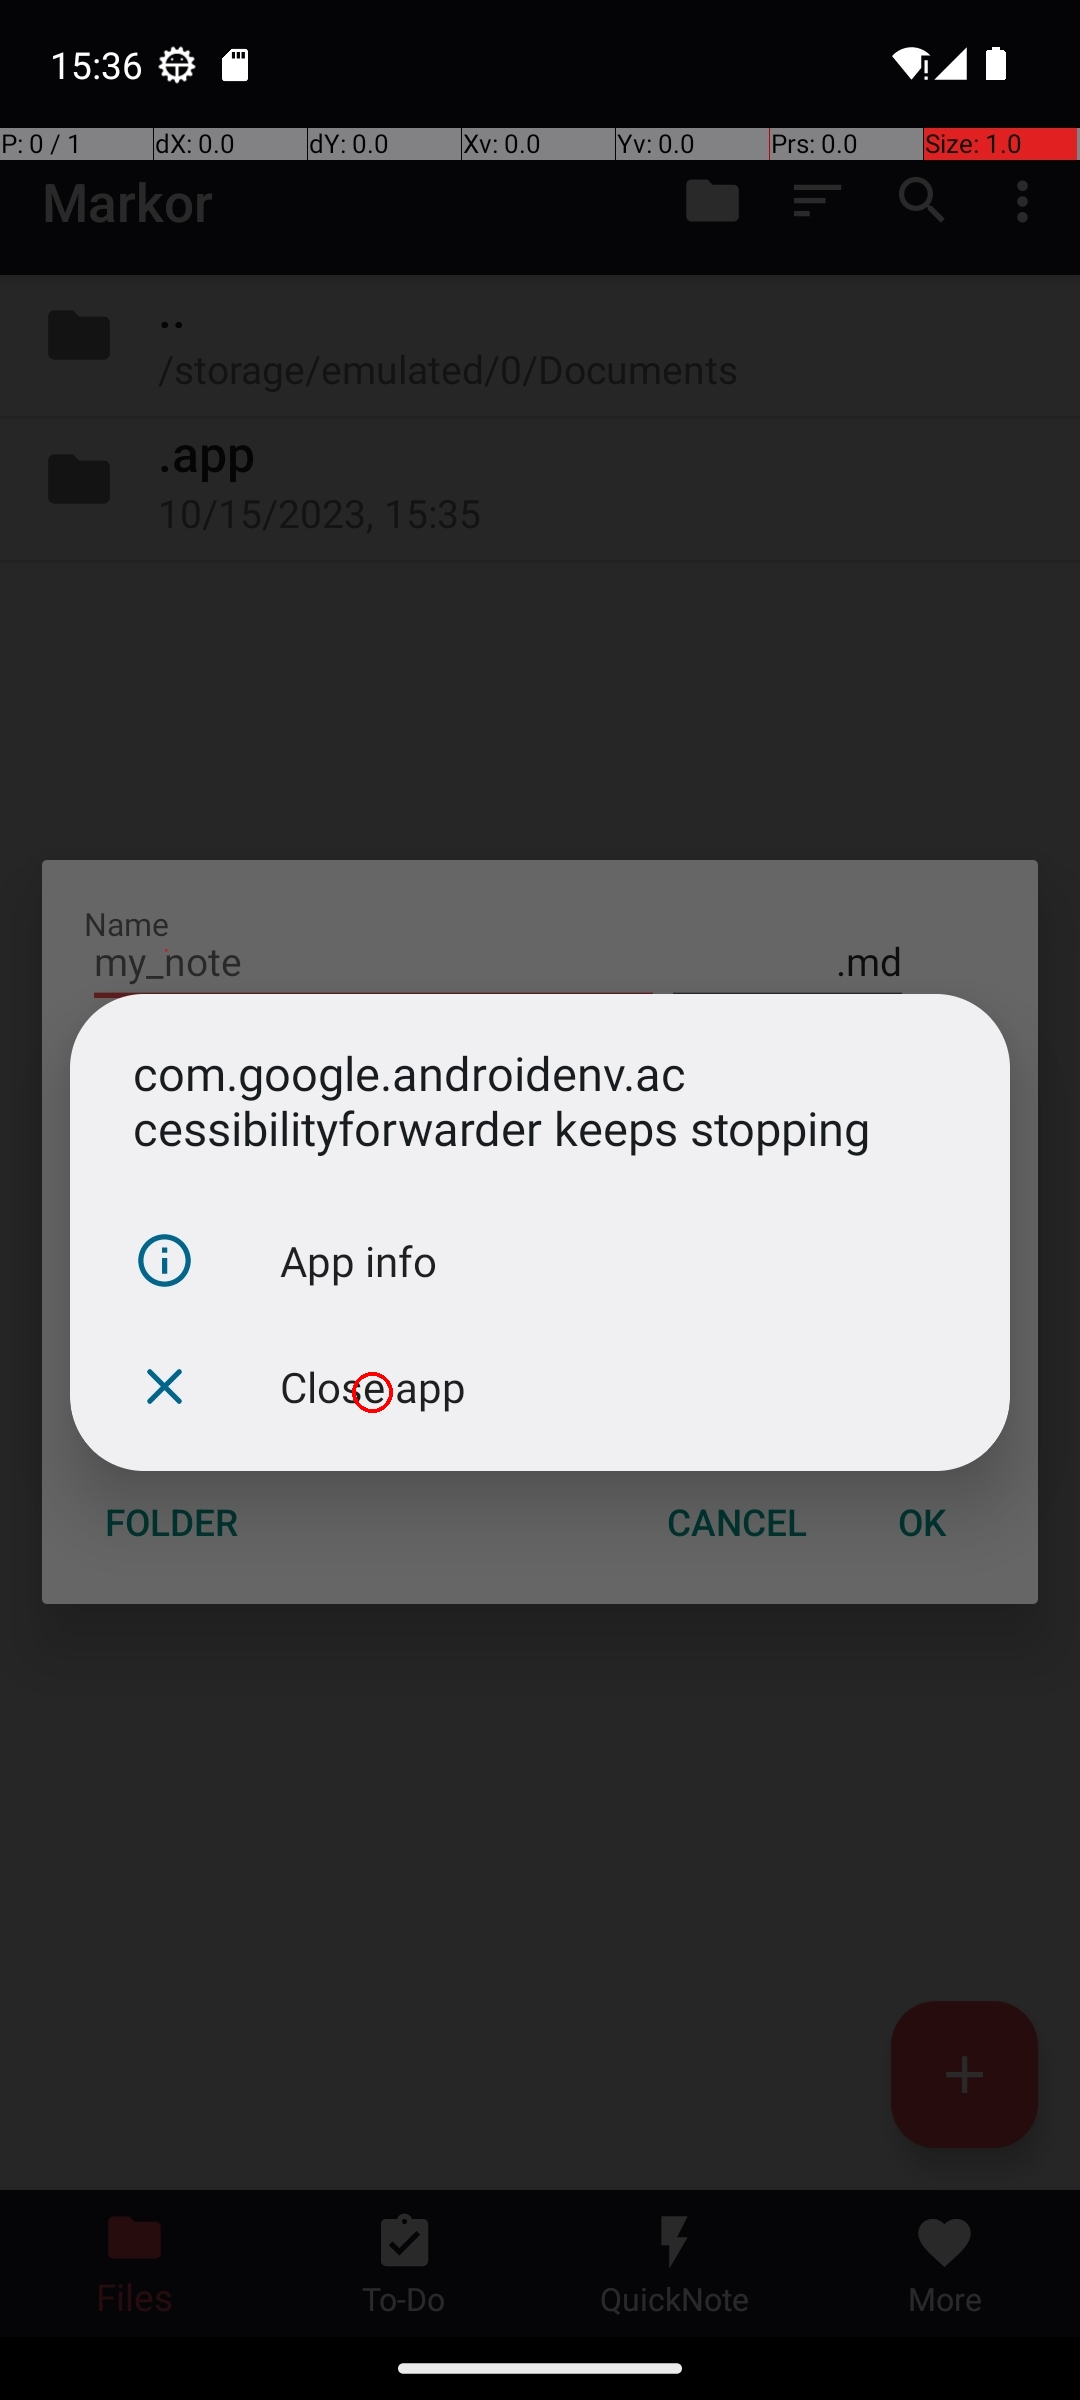 15:36
P: 0 / 1
dX: 0.0
dY: 0.0
Xv: 0.0
Yv: 0.0
Prs: 0.0
Size: 1.0
Markor
..
/storage/emulated/0/Documents
.app
10/15/2023, 15:35
Name
my_note
.md
com.google.androidenv.ac
cessibilityforwarder keeps stopping
App info
Close app
FOLDER
CANCEL
OK
Files
To-Do
QuickNote
More